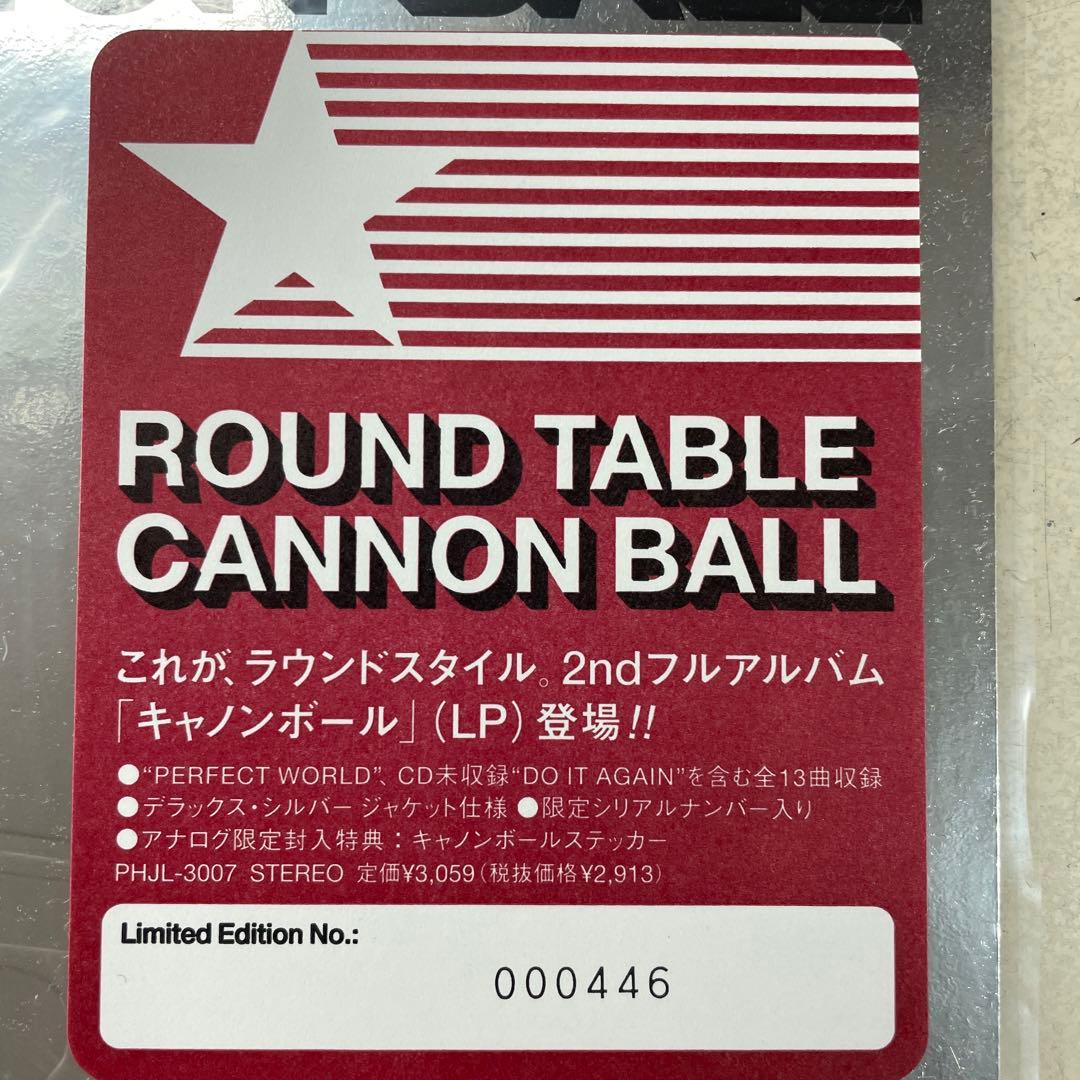 ROUND TABLE
CANNON BALL
これが、ラウンドスタイル。2ndフルアルバム
「キャノンボール」(LP)登場!!
●“PERFECT WORLD”、CD未収録“DO IT AGAIN”を含む全13曲収録
●デラックス・シルバー ジャケット仕様 ●限定シリアルナンバー入り
●アナログ限定封入特典：キャノンボールステッカー
PHJL-3007 STEREO 定価¥3,059(税抜価格¥2,913)
Limited Edition No.:
000446